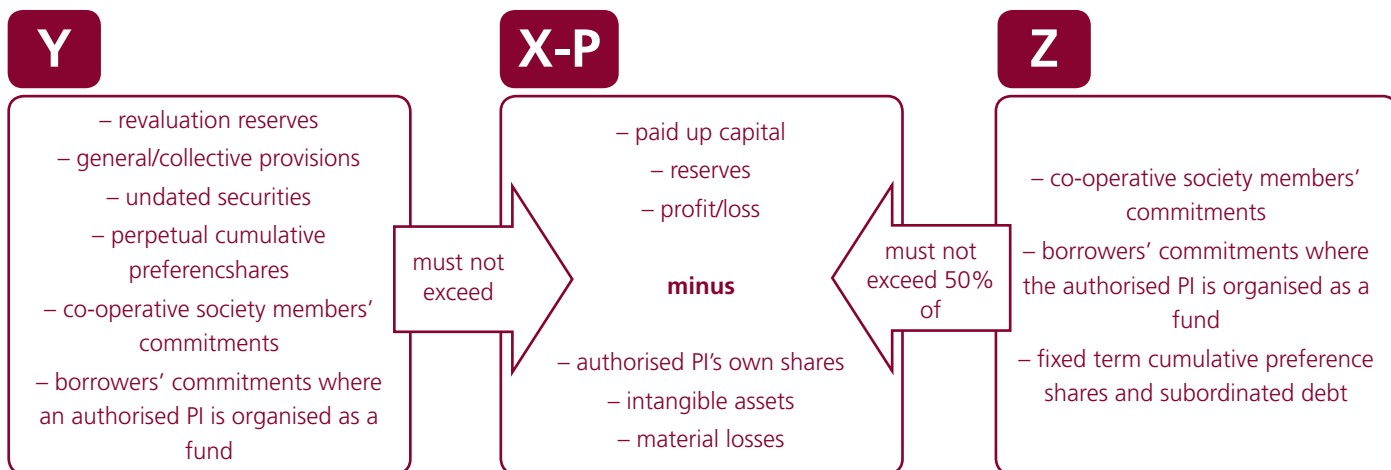 Y
– revaluation reserves
– general/collective provisions
– undated securities
– perpetual cumulative
preferencshares
– co-operative society members’
commitments
– borrowers’ commitments where
an authorised PI is organised as a
fund
must not
exceed
X-P
– paid up capital
– reserves
– profit/loss
minus
– authorised PI’s own shares
– intangible assets
– material losses
must not
exceed 50%
of
Z
– co-operative society members’
commitments
– borrowers’ commitments where
the authorised PI is organised as a
fund
– fixed term cumulative preference
shares and subordinated debt